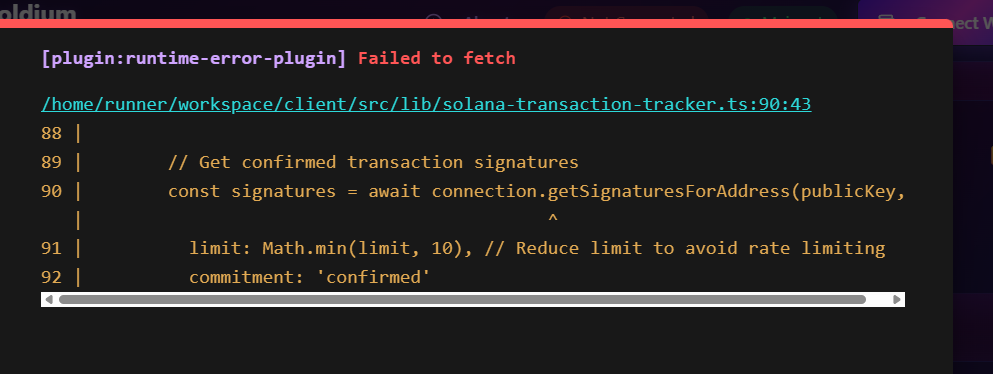 oldium
[plugin:runtime-error-plugin] Failed to fetch
/home/runner/workspace/client/src/lib/solana-transaction-tracker.ts:90:43
88 |
89 |        // Get confirmed transaction signatures
90 |        const signatures = await connection.getSignaturesForAddress(publicKey,
   |                                            ^
91 |          limit: Math.min(limit, 10), // Reduce limit to avoid rate limiting
92 |          commitment: 'confirmed'